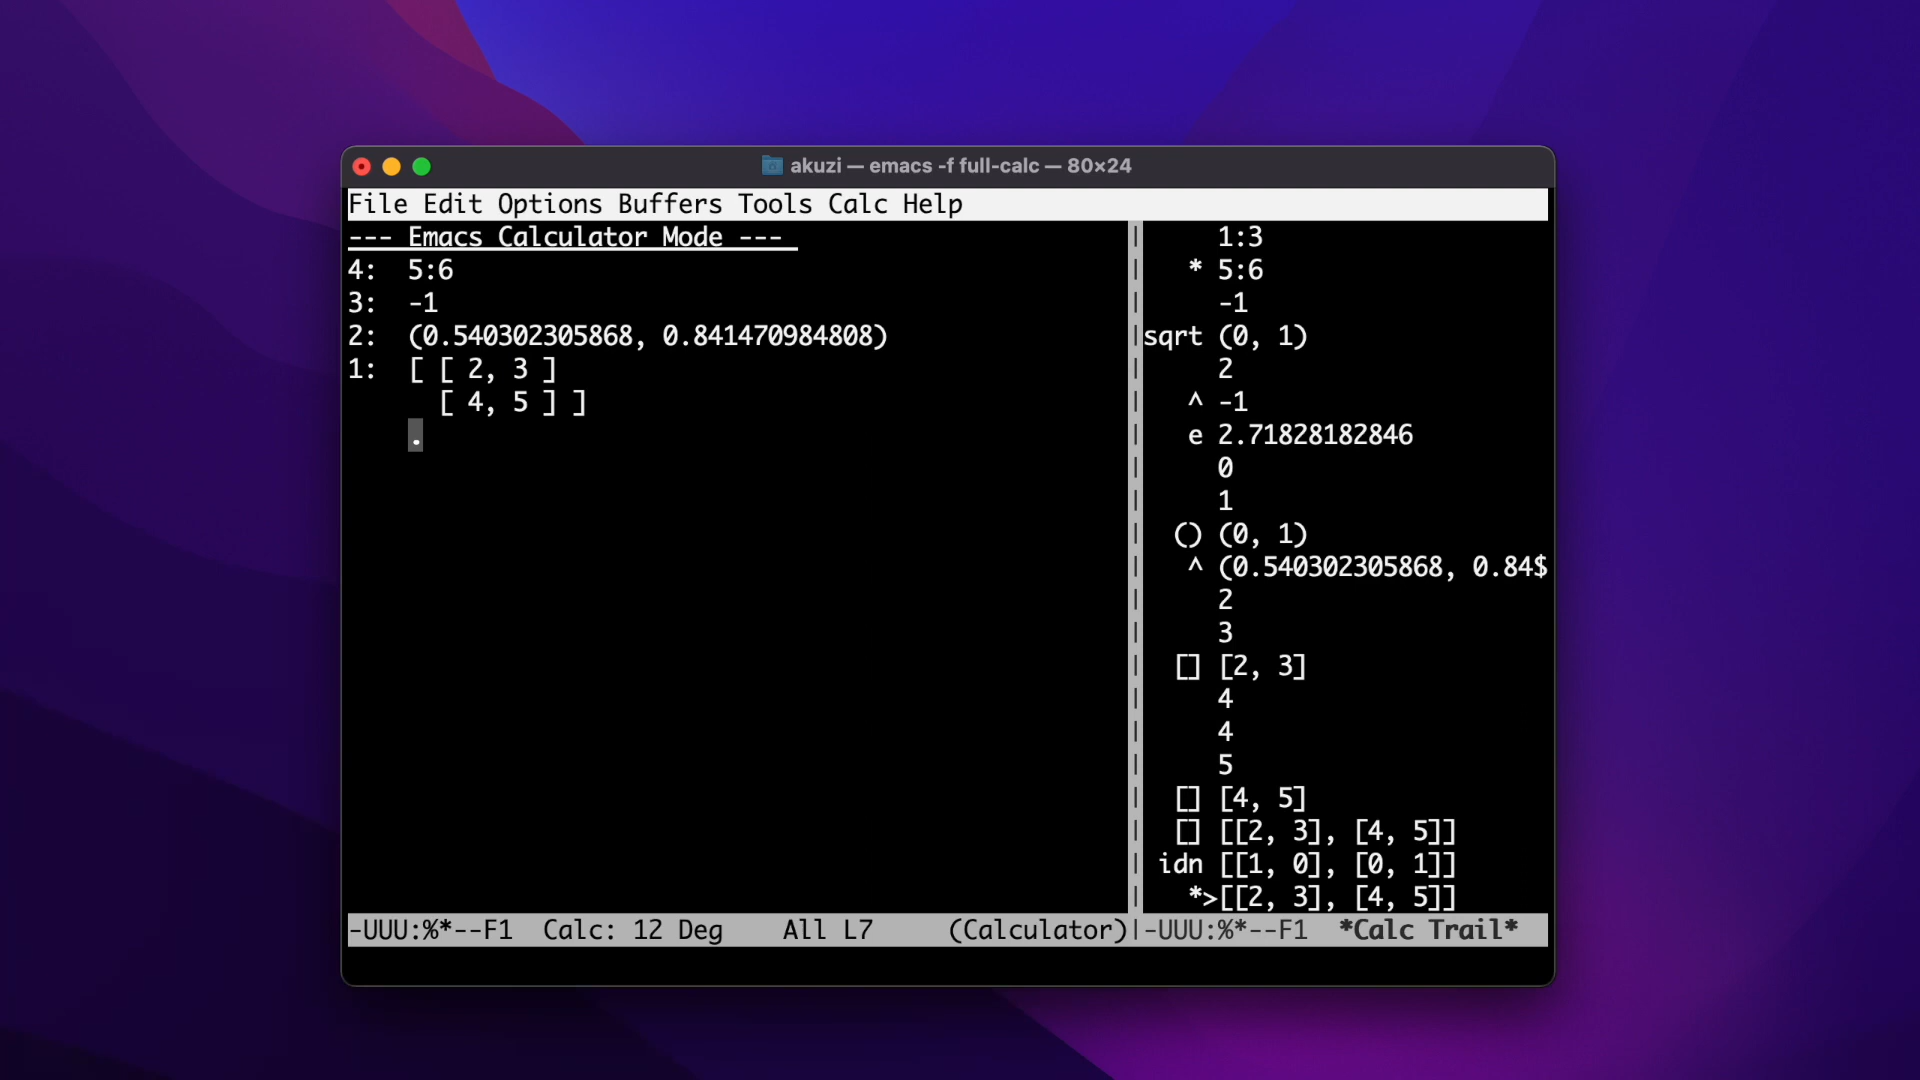 akuzi — emacs -f full-calc — 80×24
File Edit Options Buffers Tools Calc Help
--- Emacs Calculator Mode ---
4:  5:6
3:  -1
2:  (0.540302305868, 0.841470984808)
1:  [ [ 2, 3 ]
      [ 4, 5 ] ]
    .
1:3
* 5:6
-1
sqrt (0, 1)
2
^ -1
e 2.71828182846
0
1
() (0, 1)
^ (0.540302305868, 0.84$
2
3
[] [2, 3]
4
4
5
[] [4, 5]
[] [[2, 3], [4, 5]]
idn [[1, 0], [0, 1]]
*>[[2, 3], [4, 5]]
-UUU:%*--F1  Calc: 12 Deg    All L7     (Calculator)|-UUU:%*--F1  *Calc Trail*